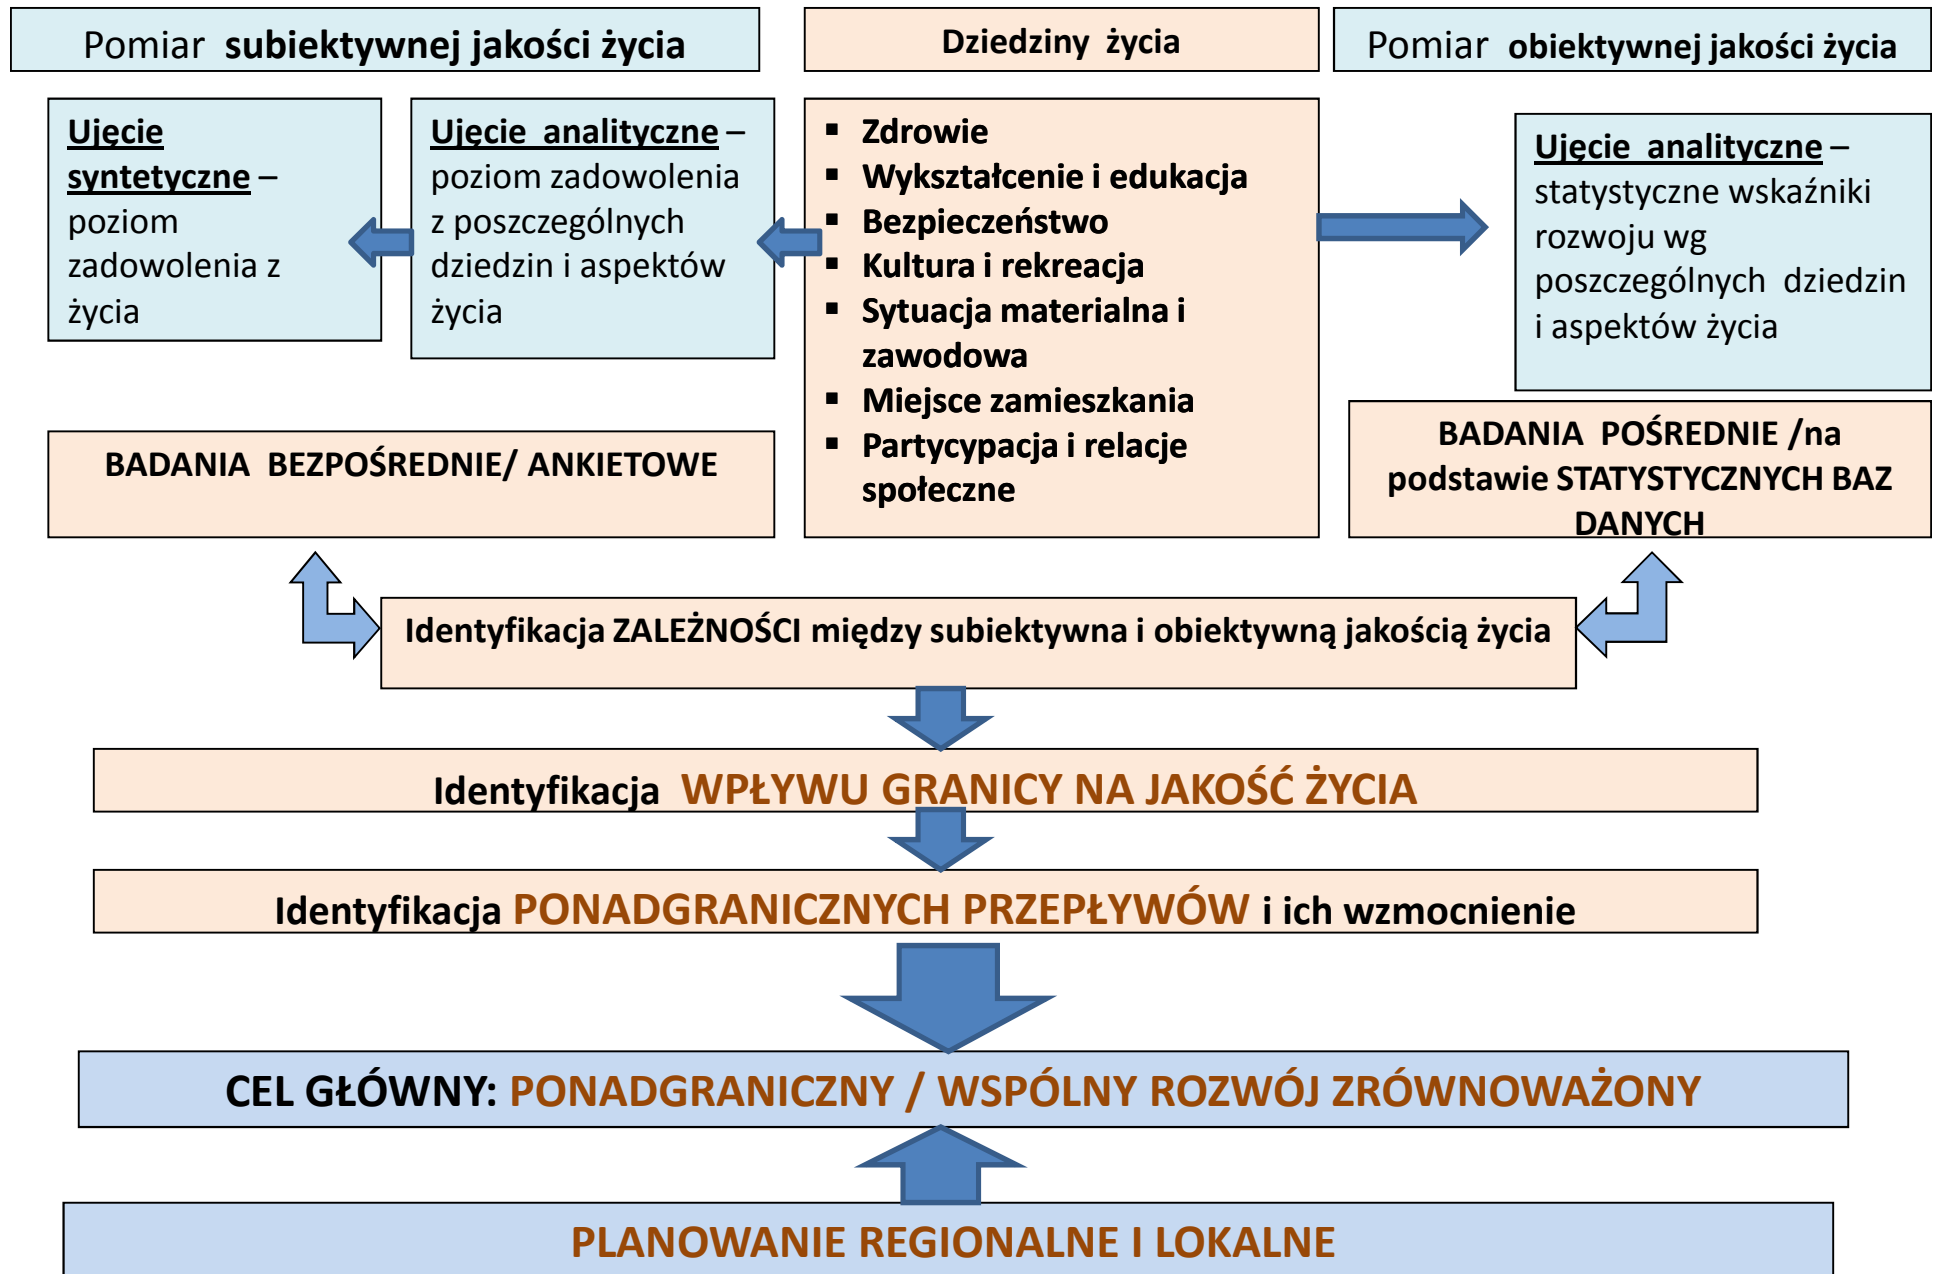 Pomiar subiektywnej jakości życia
Dziedziny życia
Pomiar obiektywnej jakości życia
Ujęcie
syntetyczne –
poziom
zadowolenia z
życia
Ujęcie analityczne –
poziom zadowolenia
z poszczególnych
dziedzin i aspektów
życia
▪ Zdrowie
▪ Wykształcenie i edukacja
▪ Bezpieczeństwo
▪ Kultura i rekreacja
▪ Sytuacja materialna i
zawodowa
▪ Miejsce zamieszkania
▪ Partycypacja i relacje
społeczne
Ujęcie analityczne –
statystyczne wskaźniki
rozwoju wg
poszczególnych dziedzin
i aspektów życia
BADANIA BEZPOŚREDNIE/ ANKIETOWE
BADANIA POŚREDNIE /na
podstawie STATYSTYCZNYCH BAZ
DANYCH
Identyfikacja ZALEŻNOŚCI między subiektywna i obiektywną jakością życia
Identyfikacja WPŁYWU GRANICY NA JAKOŚĆ ŻYCIA
Identyfikacja PONADGRANICZNYCH PRZEPŁYWÓW i ich wzmocnienie
CEL GŁÓWNY: PONADGRANICZNY / WSPÓLNY ROZWÓJ ZRÓWNOWAŻONY
PLANOWANIE REGIONALNE I LOKALNE